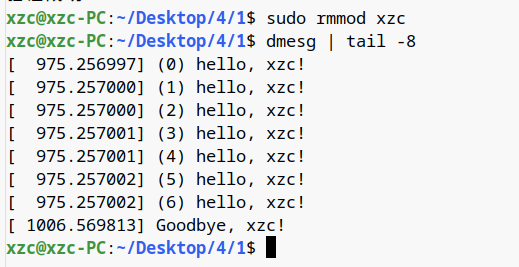 xzc@xzc-PC:~/Desktop/4/1$ sudo rmmod xzc
xzc@xzc-PC:~/Desktop/4/1$ dmesg | tail -8
[  975.256997] (0) hello, xzc!
[  975.257000] (1) hello, xzc!
[  975.257000] (2) hello, xzc!
[  975.257001] (3) hello, xzc!
[  975.257001] (4) hello, xzc!
[  975.257002] (5) hello, xzc!
[  975.257002] (6) hello, xzc!
[ 1006.569813] Goodbye, xzc!
xzc@xzc-PC:~/Desktop/4/1$